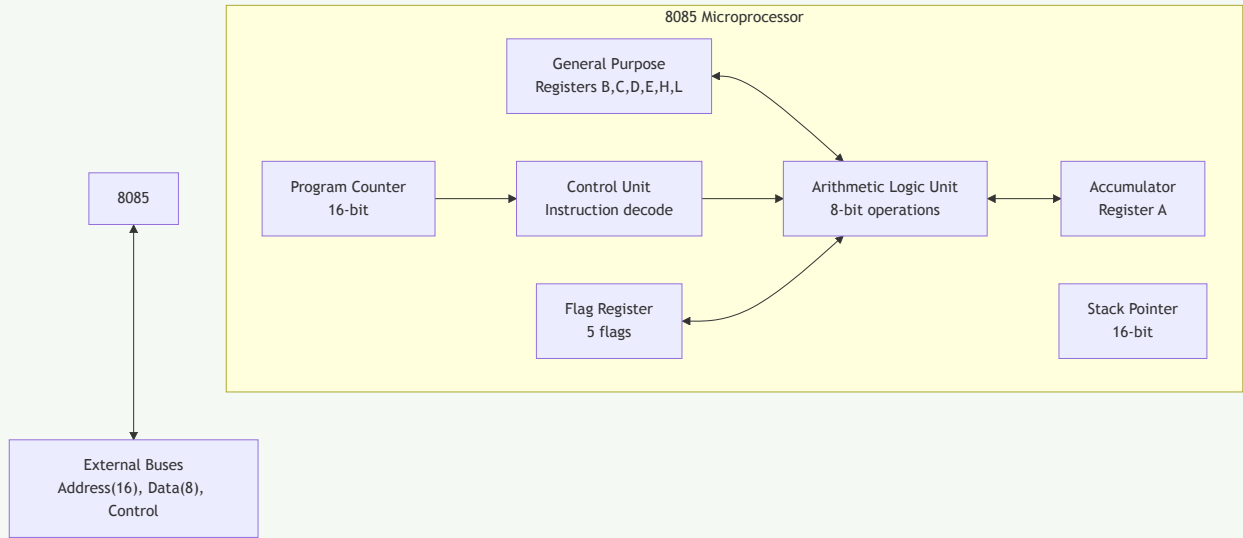 8085 Microprocessor
General Purpose
Registers B,C,D,E,H,L
Program Counter
16-bit
Control Unit
Instruction decode
Arithmetic Logic Unit
8-bit operations
Accumulator
Register A
8085
Flag Register
5 flags
Stack Pointer
16-bit
External Buses
Address(16), Data(8),
Control